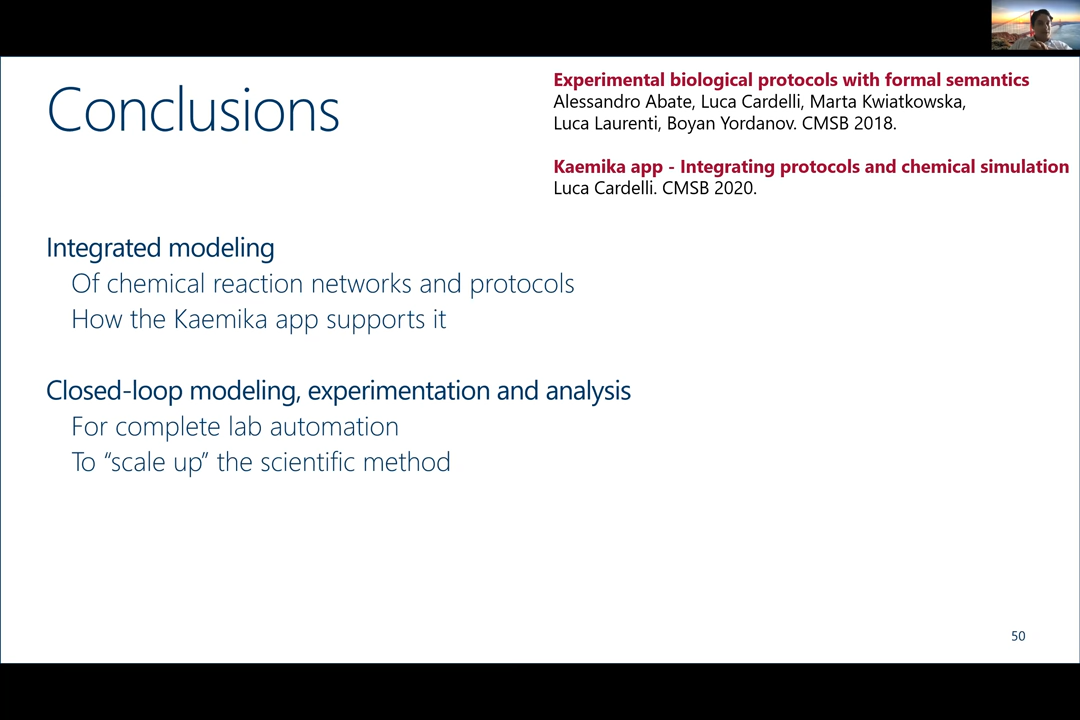 Conclusions
Experimental biological protocols with formal semantics
Alessandro Abate, Luca Cardelli, Marta Kwiatkowska,
Luca Laurenti, Boyan Yordanov. CMSB 2018.
Kaemika app - Integrating protocols and chemical simulation
Luca Cardelli. CMSB 2020.
Integrated modeling
Of chemical reaction networks and protocols
How the Kaemika app supports it
Closed-loop modeling, experimentation and analysis
For complete lab automation
To “scale up” the scientific method
50